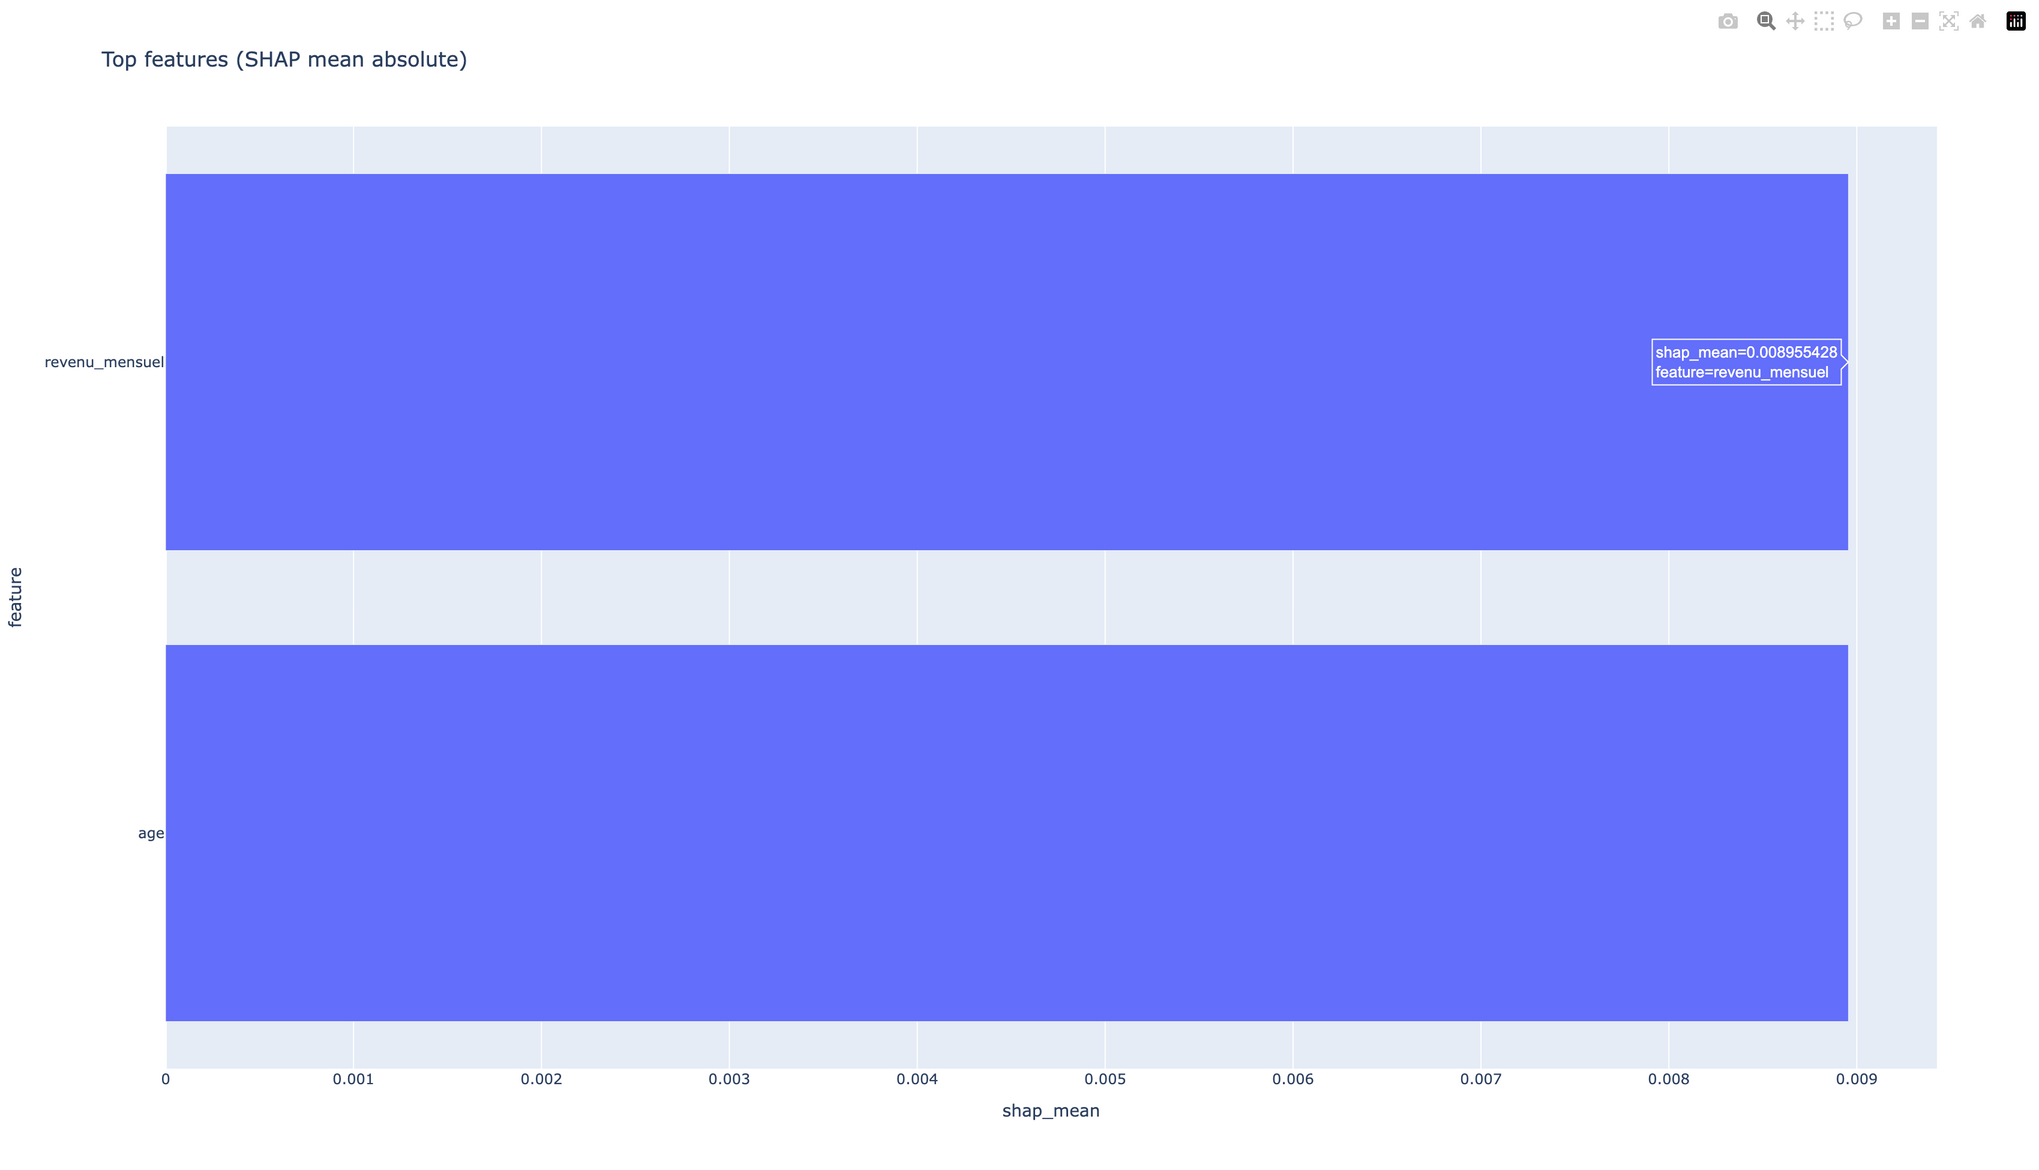 Top features (SHAP mean absolute)
revenu_mensuel
shap_mean=0.008955428
feature=revenu_mensuel
feature
age
0 0.001 0.002 0.003 0.004 0.005 0.006 0.007 0.008 0.009
shap_mean